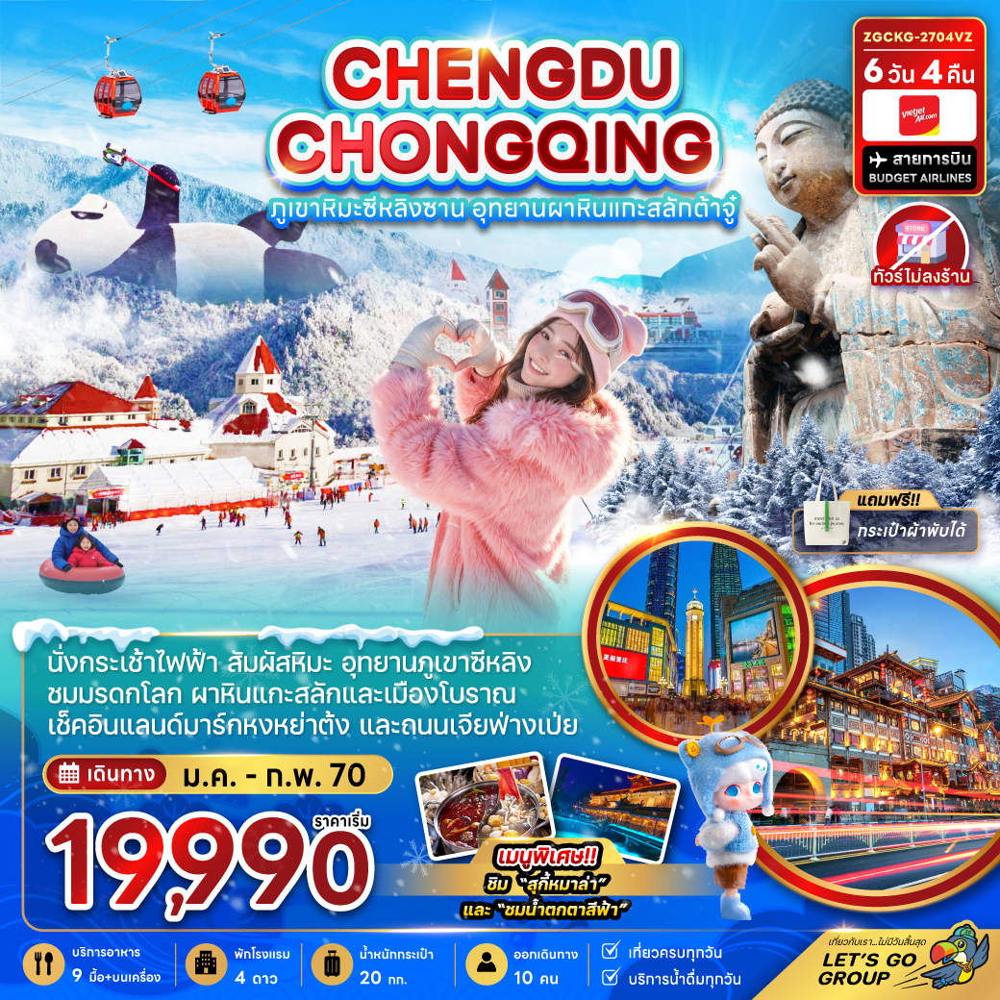 CHENGDU
CHONGQING
ภูเขาหิมะซีหลิงซาน อุทยานผาหินแกะสลักต้าจู๋
ZGCKG-2704VZ
6 วัน 4 คืน
Vietjet Air.com
สายการบิน
BUDGET AIRLINES
STORE
ทัวร์ไม่ลงร้าน
แถมฟรี!!
กระเป๋าผ้าพับได้
นั่งกระเช้าไฟฟ้า สัมผัสหิมะ อุทยานภูเขาซีหลิง
ชมมรดกโลก ผาหินแกะสลักและเมืองโบราณ
เช็คอินแลนด์มาร์กหงหย่าต้ง และถนนเจียฟ่างเปย
เดินทาง ม.ค. - ก.พ. 70
ราคาเริ่ม
19,990
เมนูพิเศษ!!
ชิม “สุกี้หมาล่า”
และ “ชมน้ำตกตาสีฟ้า”
บริการอาหาร
9 มื้อ+บนเครื่อง
พักโรงแรม
4 ดาว
น้ำหนักกระเป๋า
20 กก.
ออกเดินทาง
10 คน
เที่ยวครบทุกวัน
บริการน้ำดื่มทุกวัน
เที่ยวกับเรา...ไม่มีวันสิ้นสุด
LET'S GO
GROUP